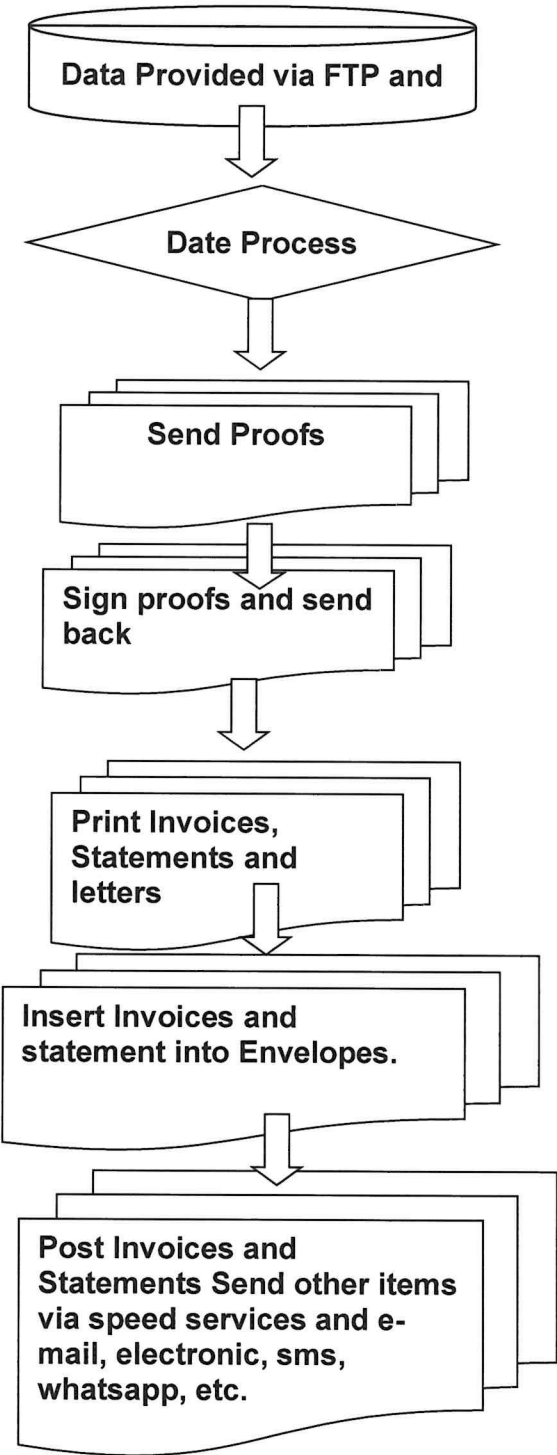 Data Provided via FTP and
Date Process
Send Proofs
Sign proofs and send
back
Print Invoices,
Statements and
letters
Insert Invoices and
statement into Envelopes.
Post Invoices and
Statements Send other items
via speed services and e-
mail, electronic, sms,
whatsapp, etc.